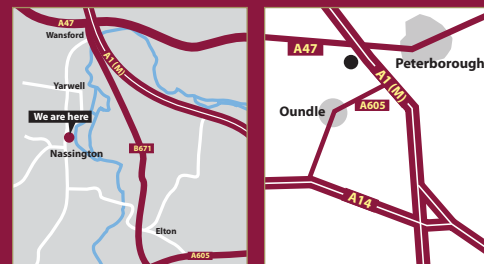 A47
Wansford
A1(M)
Yarwell
We are here
Nassington
B671
Elton
A605
A47
Peterborough
A1(M)
A605
Oundle
A14